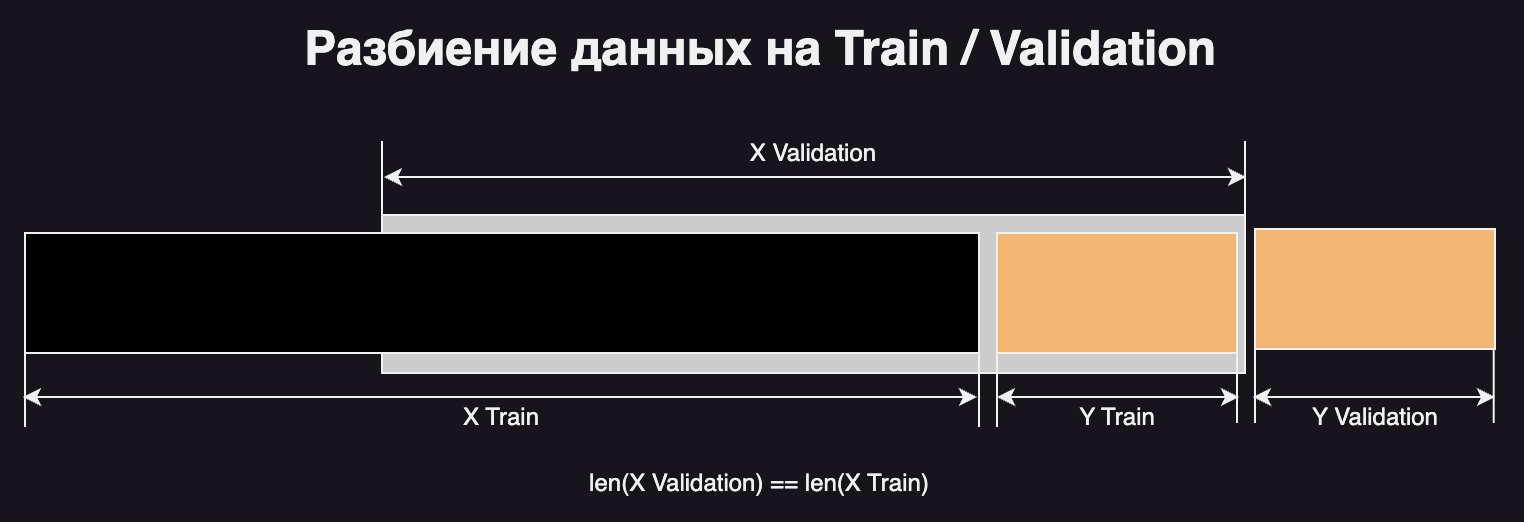 Разбиение данных на Train / Validation
X Validation
X Train
Y Train
Y Validation
len(X Validation) == len(X Train)